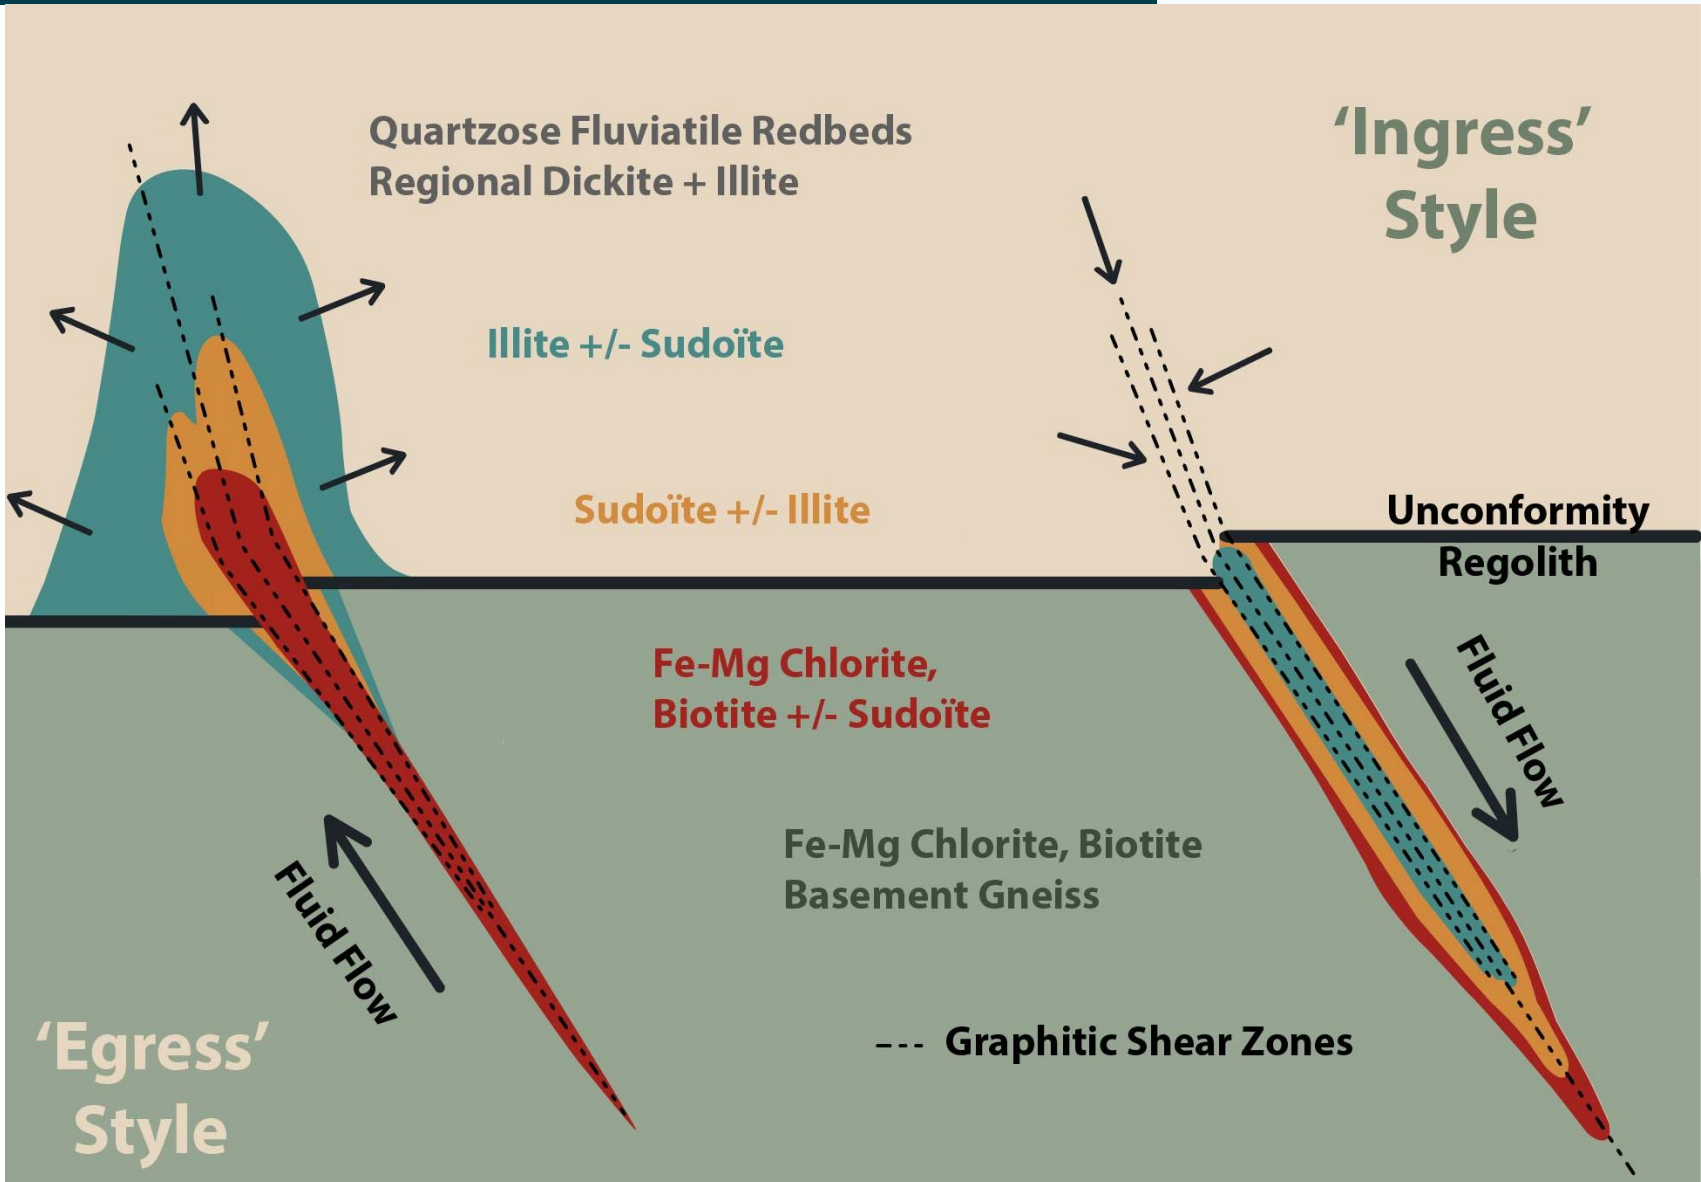 Quartzose Fluviatile Redbeds
Regional Dickite + Illite
‘Ingress’
Style
Illite +/- Sudoïte
Sudoïte +/- Illite
Unconformity
Regolith
Fe-Mg Chlorite,
Biotite +/- Sudoïte
Fluid Flow
Fe-Mg Chlorite, Biotite
Basement Gneiss
Fluid Flow
‘Egress’
Style
--- Graphitic Shear Zones